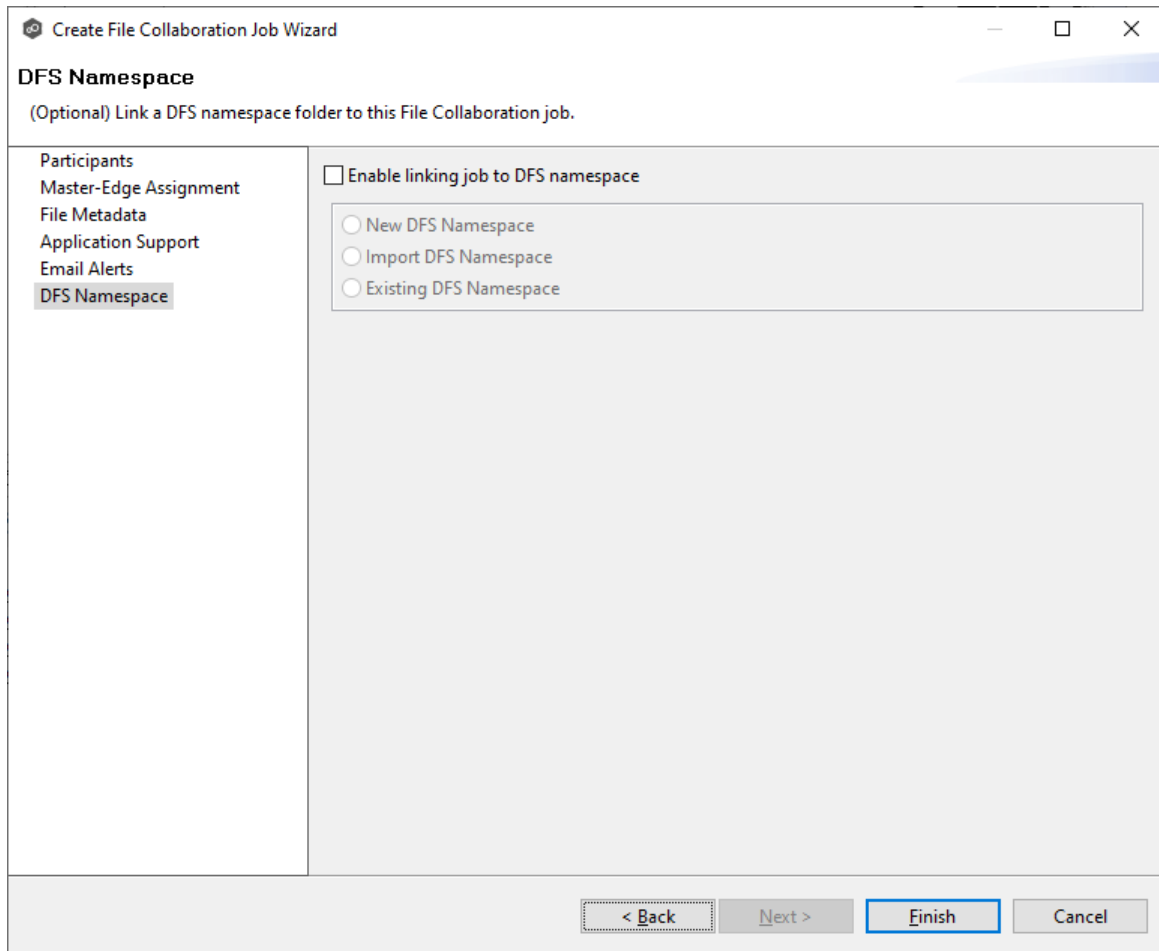 Create File Collaboration Job Wizard
DFS Namespace
(Optional) Link a DFS namespace folder to this File Collaboration job.
Participants
Master-Edge Assignment
File Metadata
Application Support
Email Alerts
DFS Namespace
Enable linking job to DFS namespace
New DFS Namespace
Import DFS Namespace
Existing DFS Namespace
< Back Next > Finish Cancel